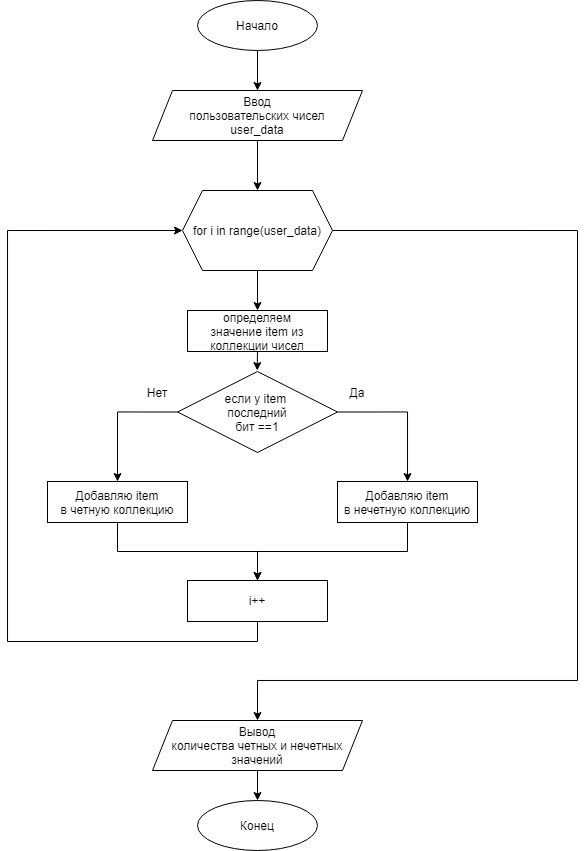 Начало
Ввод
пользовательских чисел
user_data
for i in range(user_data)
определяем
значение item из
коллекции чисел
Нет
Да
если у item
последний
бит ==1
Добавляю item
в четную коллекцию
Добавляю item
в нечетную коллекцию
i++
Вывод
количества четных и нечетных
значений
Конец